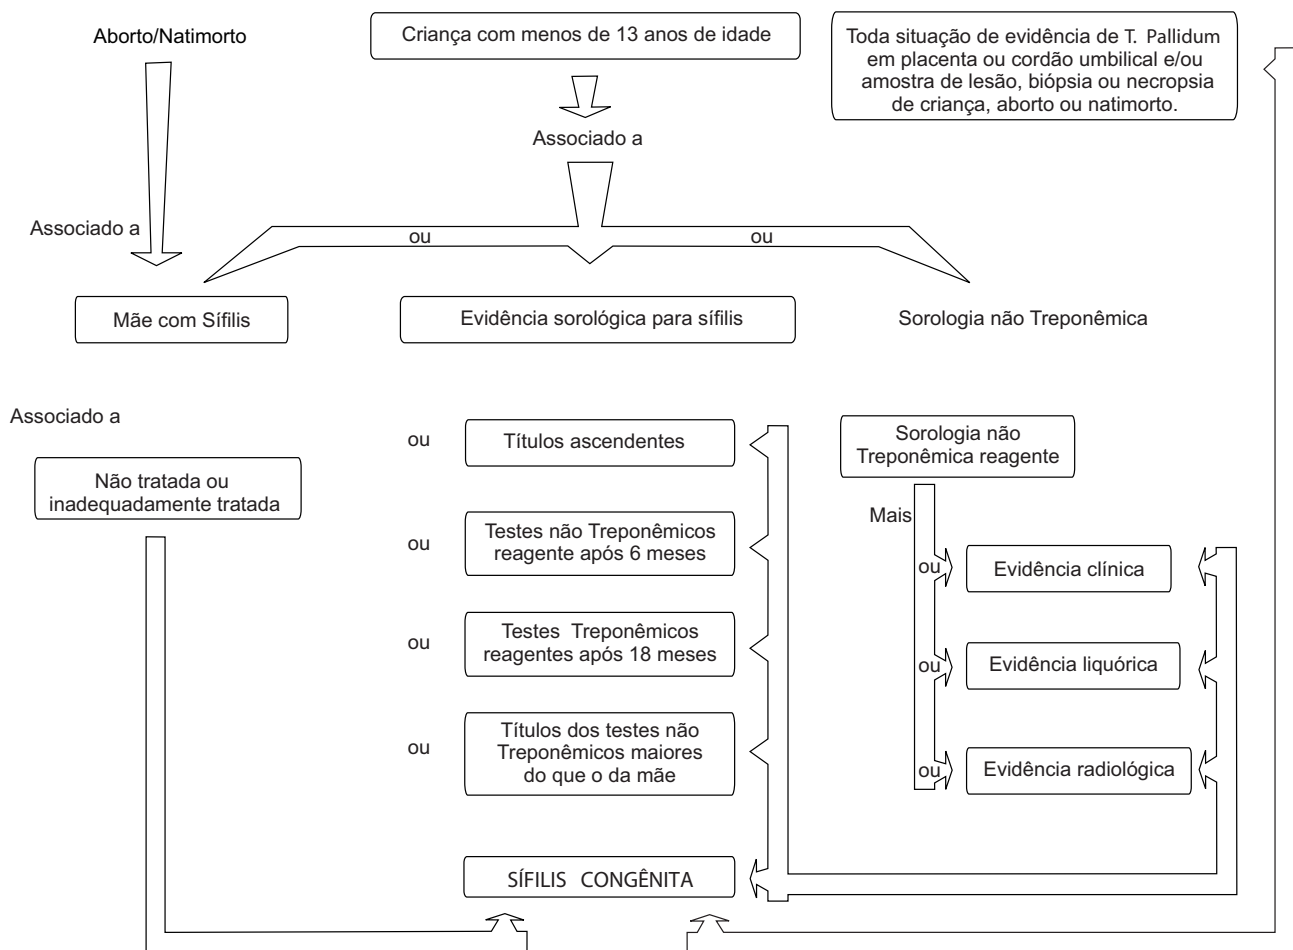 Aborto/Natimorto
Criança com menos de 13 anos de idade
Toda situação de evidência de T. Pallidum
em placenta ou cordão umbilical e/ou
amostra de lesão, biópsia ou necropsia
de criança, aborto ou natimorto.
Associado a
Associado a
ou
ou
Mãe com Sífilis
Evidência sorológica para sífilis
Sorologia não Treponêmica
Associado a
Não tratada ou
inadequadamente tratada
ou
Títulos ascendentes
ou
Testes não Treponêmicos
reagente após 6 meses
ou
Testes Treponêmicos
reagentes após 18 meses
ou
Títulos dos testes não
Treponêmicos maiores
do que o da mãe
Sorologia não
Treponêmica reagente
Mais
ou
Evidência clínica
ou
Evidência liquórica
ou
Evidência radiológica
SÍFILIS CONGÊNITA